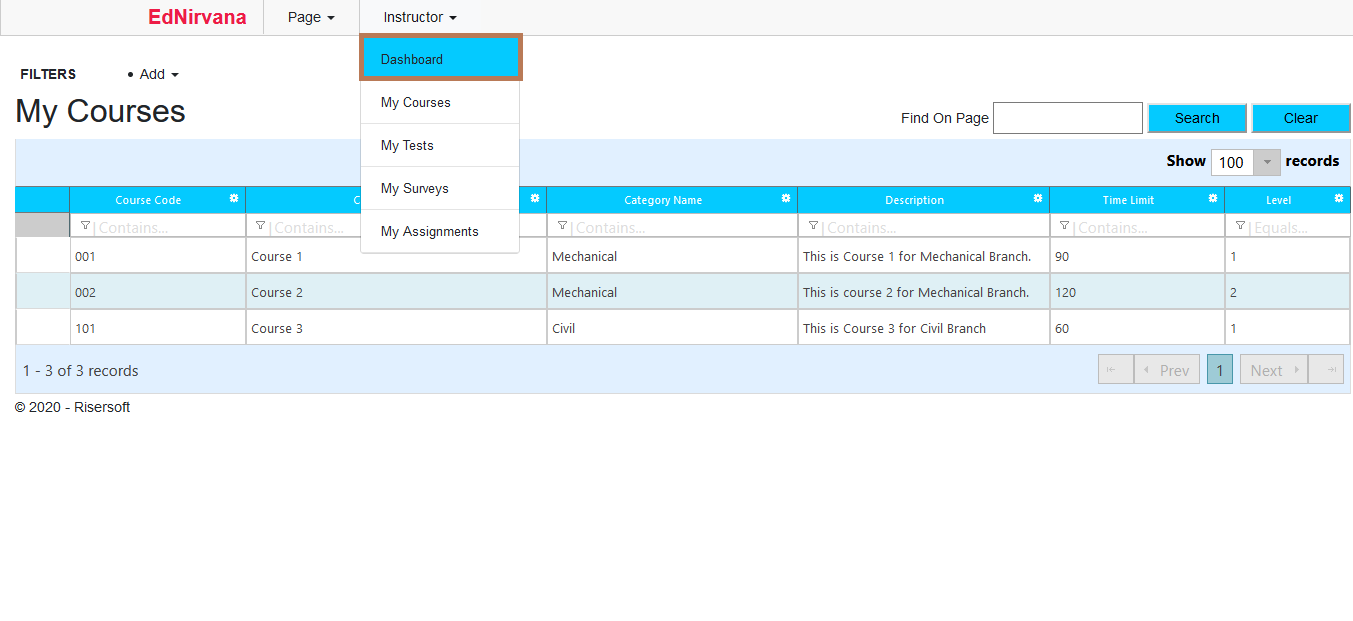 EdNirvana Page Instructor
Dashboard
FILTERS • Add
My Courses
My Courses
Find On Page Search Clear
My Tests
Show 100 records
My Surveys
Course Code Category Name Description Time Limit Level
Contains... Contains... Contains... Contains... Contains... Equals...
My Assignments
001 Course 1 Mechanical This is Course 1 for Mechanical Branch. 90 1
002 Course 2 Mechanical This is course 2 for Mechanical Branch. 120 2
101 Course 3 Civil This is Course 3 for Civil Branch 60 1
1 - 3 of 3 records Prev 1 Next
© 2020 - Risersoft